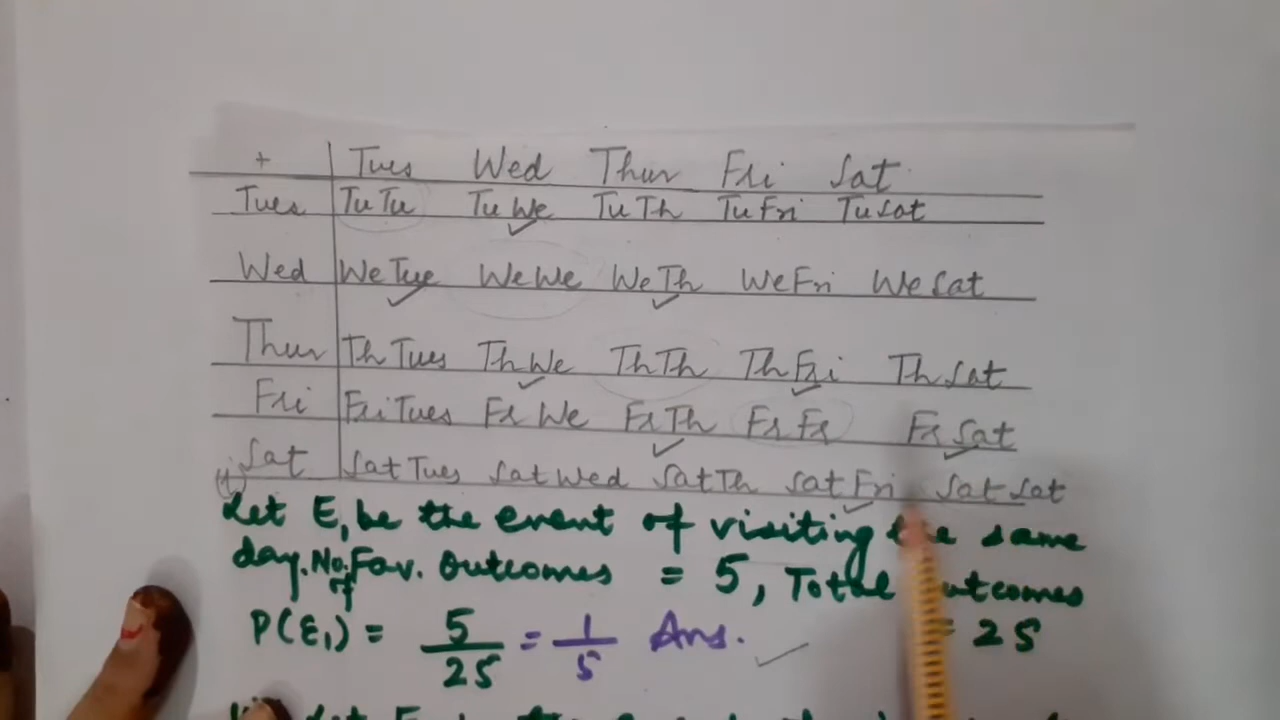 + Tues Wed Thur Fri Sat
Tues TuTu TuWe TuTh TuFri TuSat
Wed WeTue WeWe WeTh WeFri WeSat
Thur ThTues ThWe ThTh ThFri ThSat
Fri FriTues FrWe FrTh FrFr FrSat
Sat SatTues SatWed SatTh SatFri SatSat
(i)
Let E, be the event of visiting the same
day. No. of Fav. Outcomes = 5, Total outcomes
P(E₁) = 5/25 = 1/5 Ans. = 25